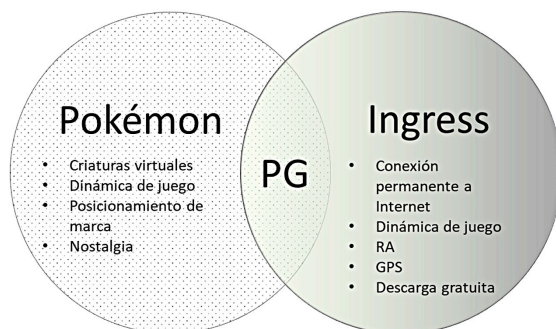 Pokémon
• Criaturas virtuales
• Dinámica de juego
• Posicionamiento de
marca
• Nostalgia
PG
Ingress
• Conexión
permanente a
Internet
• Dinámica de juego
• RA
• GPS
• Descarga gratuita